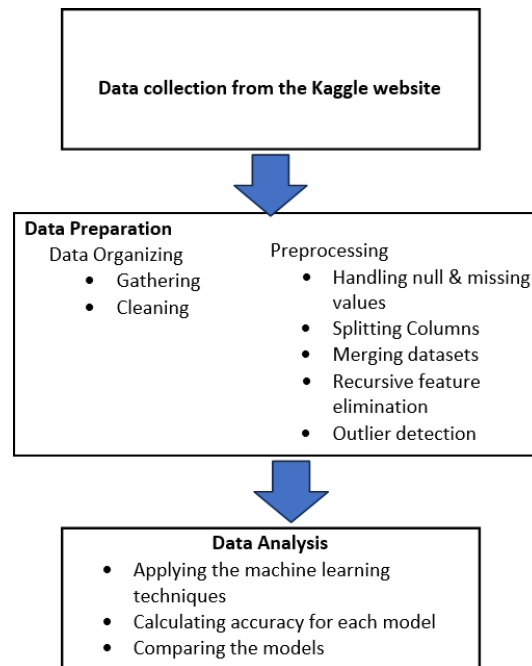 Data collection from the Kaggle website
Data Preparation
Data Organizing
• Gathering
• Cleaning
Preprocessing
• Handling null & missing
values
• Splitting Columns
• Merging datasets
• Recursive feature
elimination
• Outlier detection
Data Analysis
• Applying the machine learning
techniques
• Calculating accuracy for each model
• Comparing the models